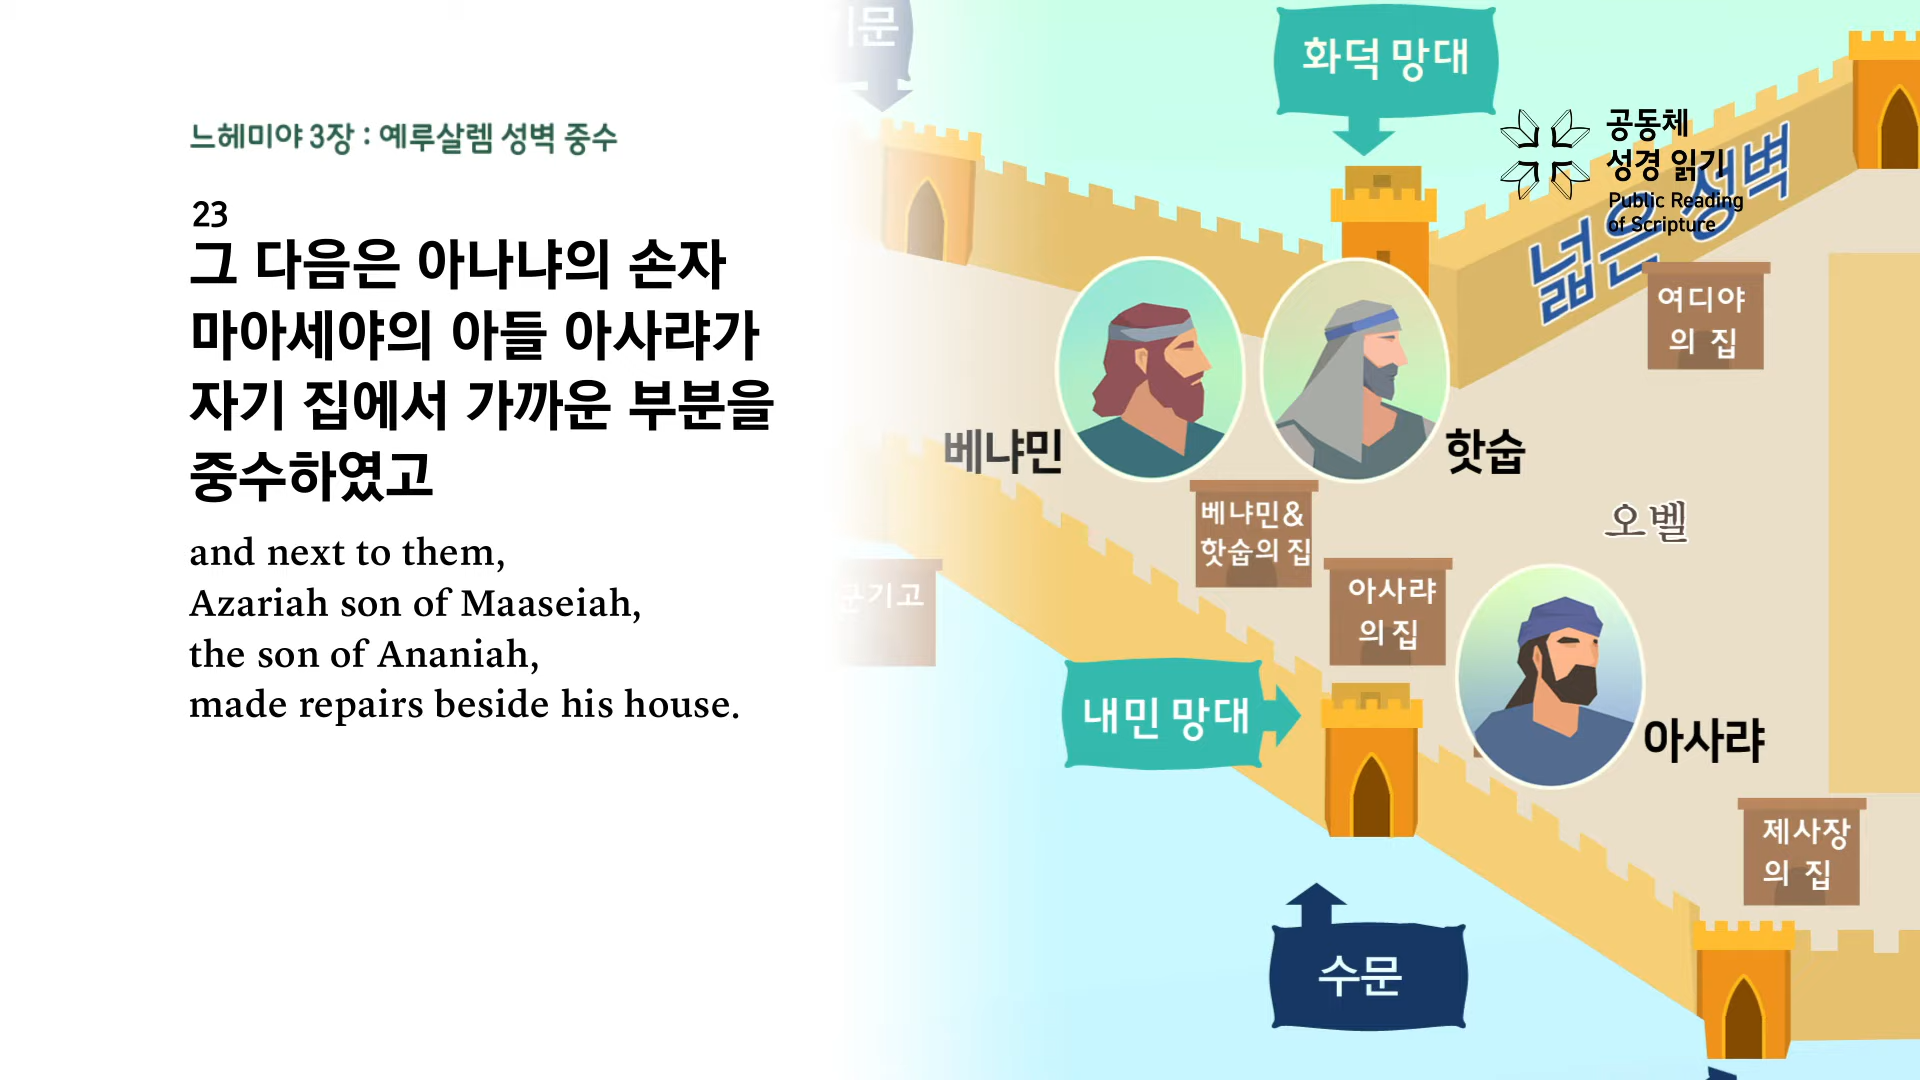 느헤미야 3장 : 예루살렘 성벽 중수
23
그 다음은 아나냐의 손자
마아세야의 아들 아사랴가
자기 집에서 가까운 부분을
중수하였고
and next to them,
Azariah son of Maaseiah,
the son of Ananiah,
made repairs beside his house.
화덕 망대
공동체
성경 읽기
Public Reading
of Scripture
넓은 성벽
여디야
의 집
베냐민
핫숩
베냐민&
핫숩의 집
오벨
아사랴
의 집
군기고
내민 망대
아사랴
제사장
의 집
수문